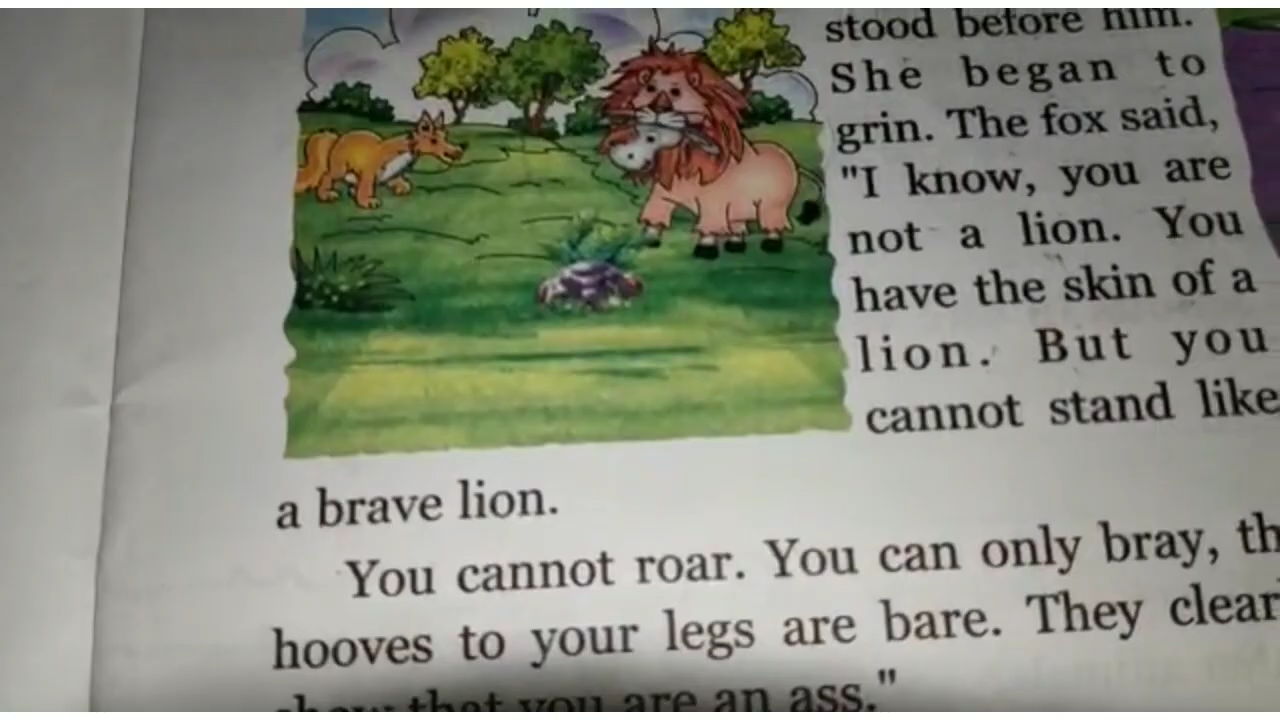 stood before him.
She began to
grin. The fox said,
"I know, you are
not a lion. You
have the skin of a
lion. But you
cannot stand like
a brave lion.
You cannot roar. You can only bray, th
hooves to your legs are bare. They clear
show that you are an ass."